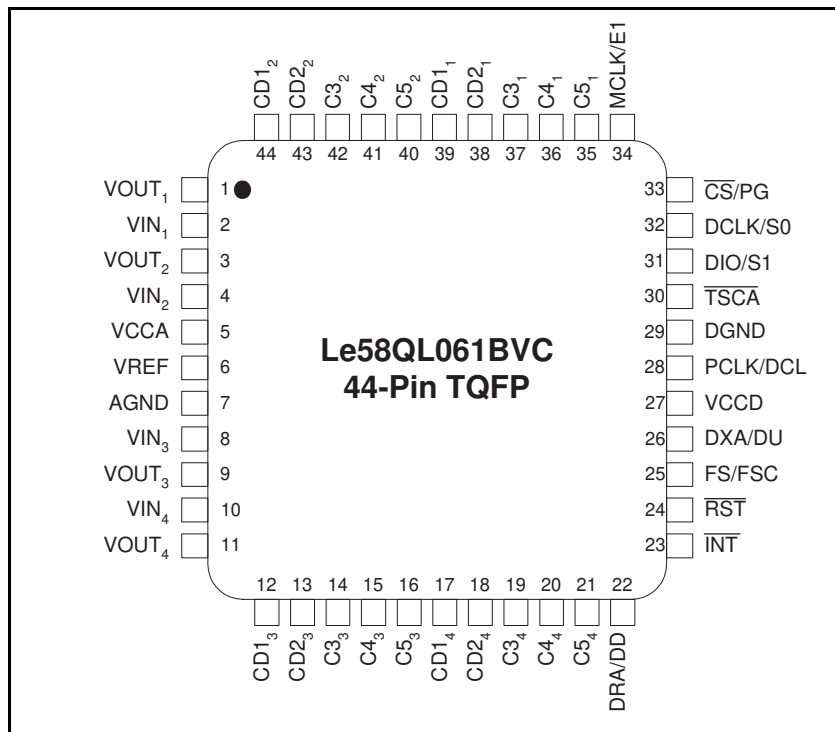 CD1₂ CD2₂ C3₂ C4₂ C5₂ CD1₁ CD2₁ C3₁ C4₁ C5₁ MCLK/E1
44 43 42 41 40 39 38 37 36 35 34
VOUT₁ 1 33 C̅S̅/PG
VIN₁ 2 32 DCLK/S0
VOUT₂ 3 31 DIO/S1
VIN₂ 4 30 T̅S̅C̅A̅
VCCA 5 29 DGND
VREF 6 28 PCLK/DCL
AGND 7 27 VCCD
VIN₃ 8 26 DXA/DU
VOUT₃ 9 25 FS/FSC
VIN₄ 10 24 R̅S̅T̅
VOUT₄ 11 23 I̅N̅T̅
Le58QL061BVC
44-Pin TQFP
12 13 14 15 16 17 18 19 20 21 22
CD1₃ CD2₃ C3₃ C4₃ C5₃ CD1₄ CD2₄ C3₄ C4₄ C5₄ DRA/DD